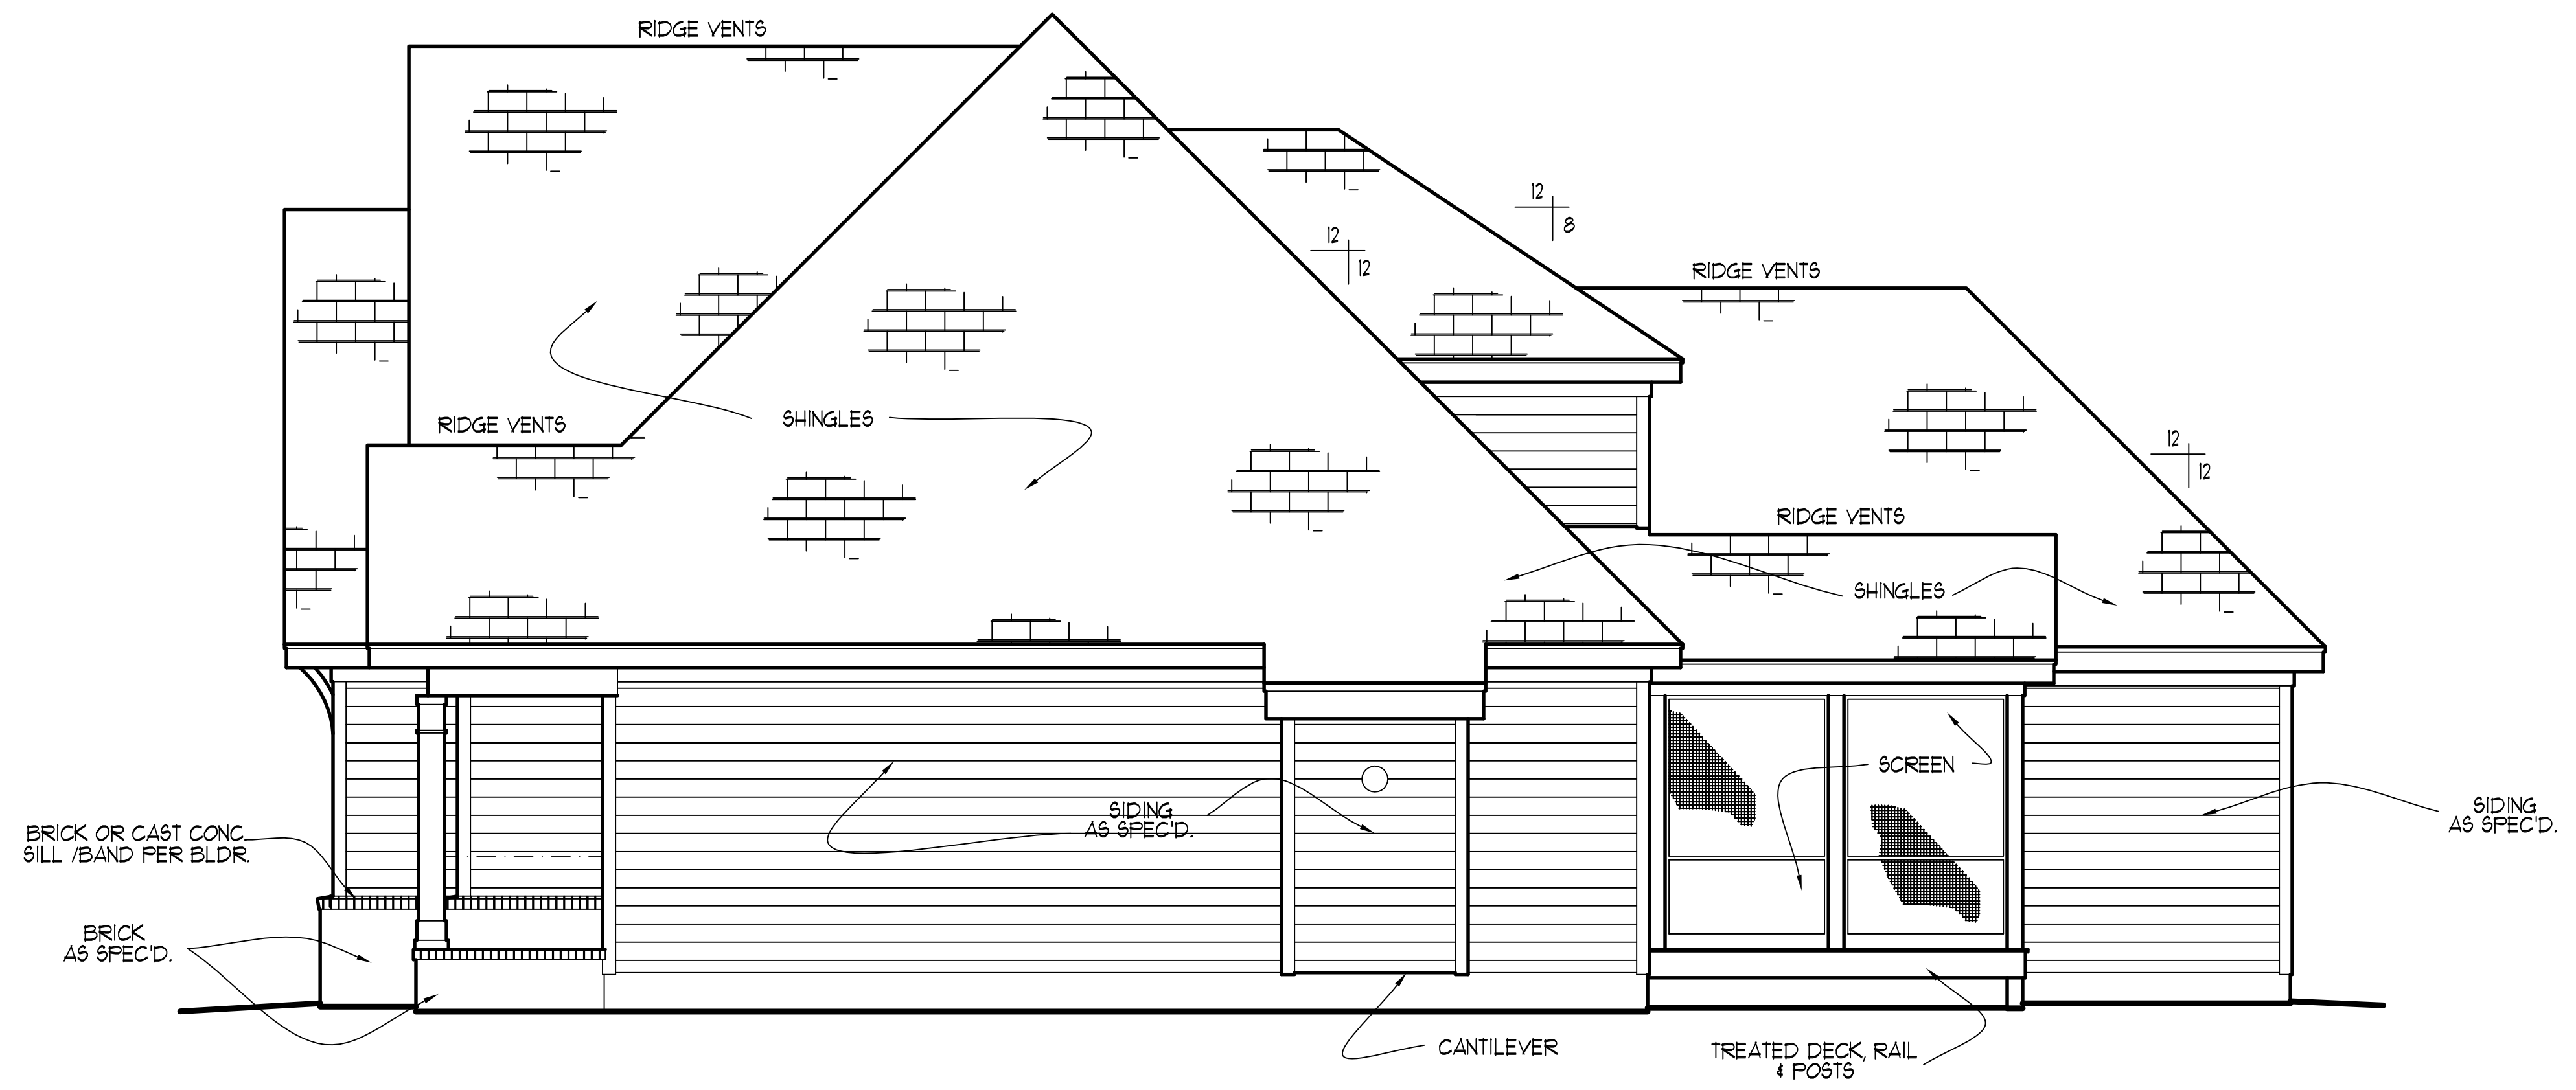 RIDGE VENTS
12
8
12
12
RIDGE VENTS
RIDGE VENTS
SHINGLES
12
12
RIDGE VENTS
SHINGLES
SCREEN
SIDING
AS SPEC'D.
SIDING
AS SPEC'D.
BRICK OR CAST CONC.
SILL /BAND PER BLDR.
BRICK
AS SPEC'D.
CANTILEVER
TREATED DECK, RAIL
& POSTS